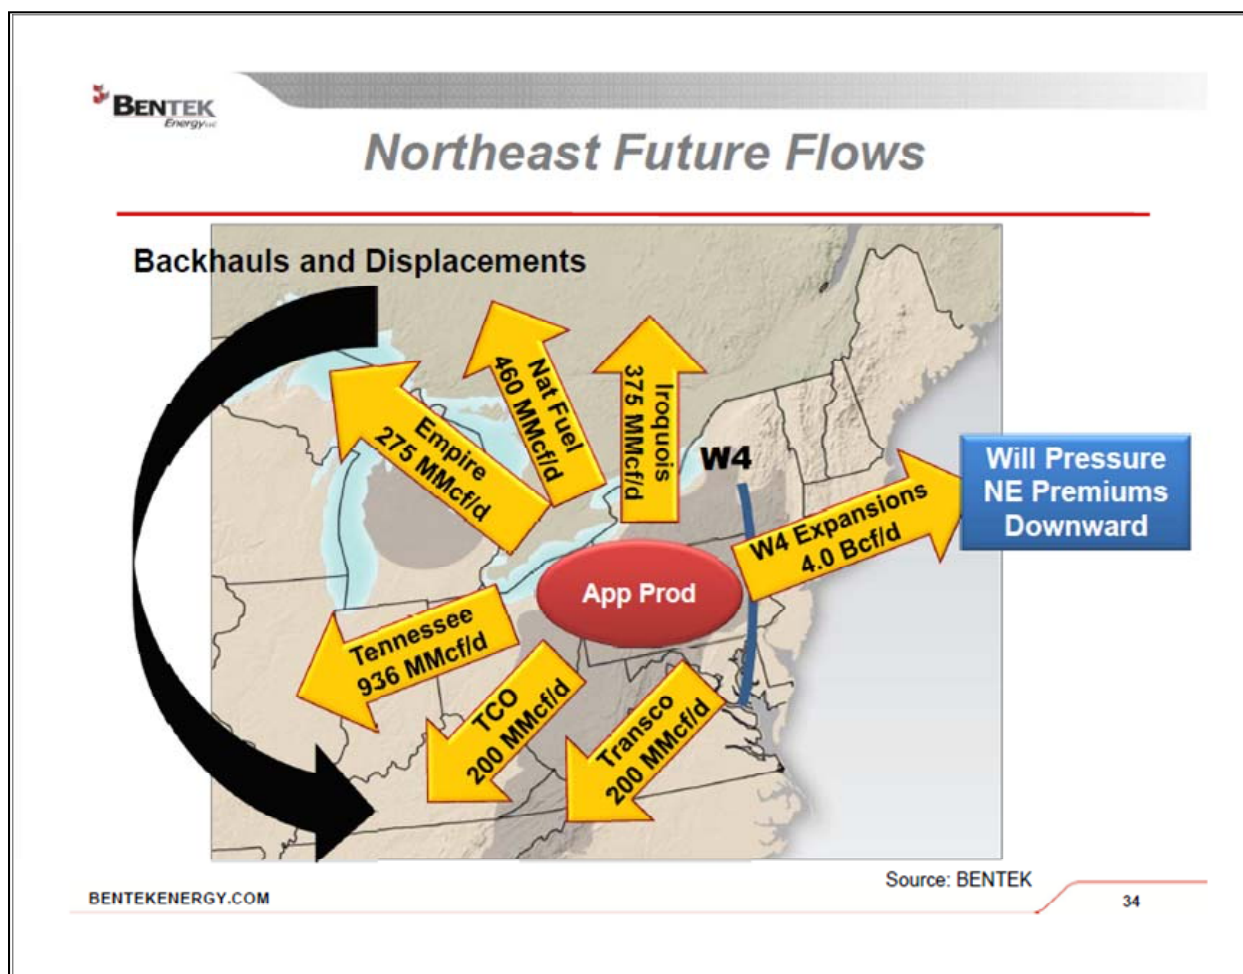 BENTEK
Energy LLC
Northeast Future Flows
Backhauls and Displacements
Nat Fuel
460 MMcf/d
Iroquois
375 MMcf/d
Empire
275 MMcf/d
W4
W4 Expansions
4.0 Bcf/d
Will Pressure
NE Premiums
Downward
App Prod
Tennessee
936 MMcf/d
TCO
200 MMcf/d
Transco
200 MMcf/d
Source: BENTEK
BENTEKENERGY.COM
34